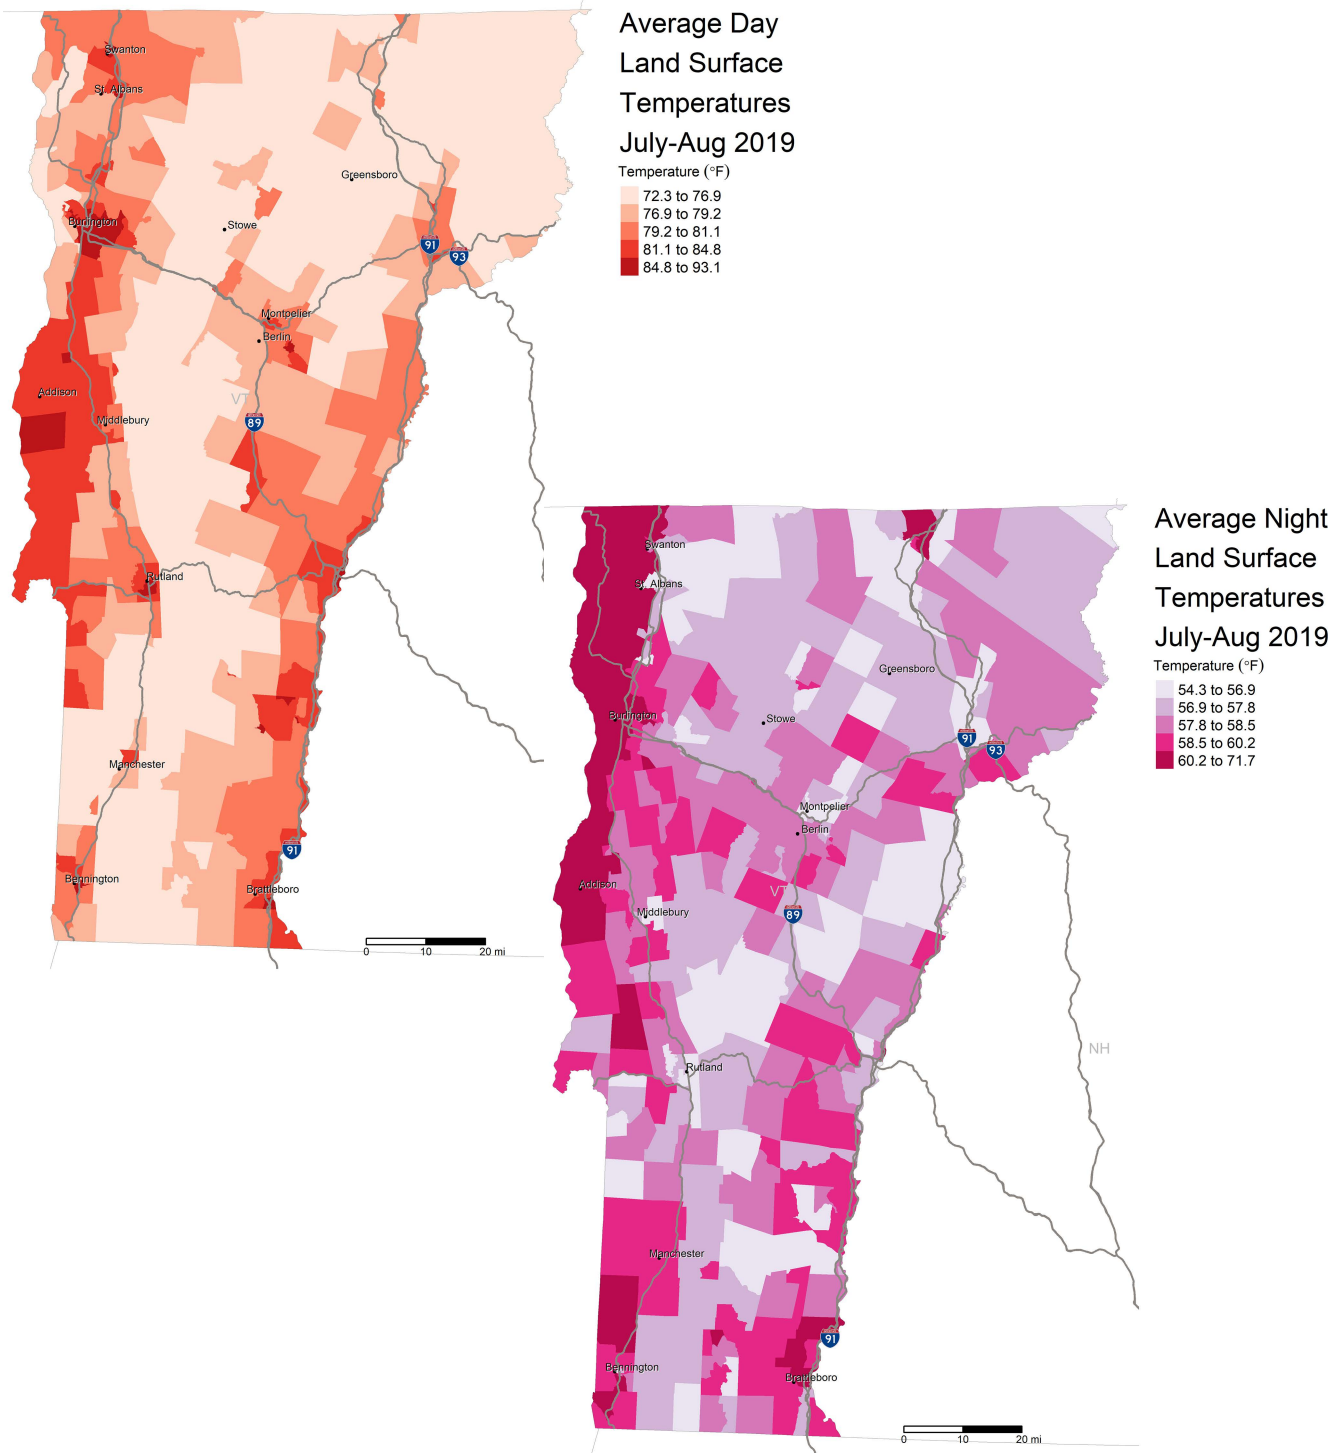 Average Day
Land Surface
Temperatures
July-Aug 2019
Temperature (°F)
72.3 to 76.9
76.9 to 79.2
79.2 to 81.1
81.1 to 84.8
84.8 to 93.1
Swanton
St. Albans
Greensboro
Burlington
Stowe
91
93
Montpelier
Berlin
Addison
VT
Middlebury
89
Rutland
Manchester
91
Bennington
Brattleboro
0 10 20 mi
Average Night
Land Surface
Temperatures
July-Aug 2019
Temperature (°F)
54.3 to 56.9
56.9 to 57.8
57.8 to 58.5
58.5 to 60.2
60.2 to 71.7
Swanton
St. Albans
Greensboro
Burlington
Stowe
91
93
Montpelier
Berlin
Addison
VT
Middlebury
89
NH
Rutland
Manchester
91
Bennington
Brattleboro
0 10 20 mi